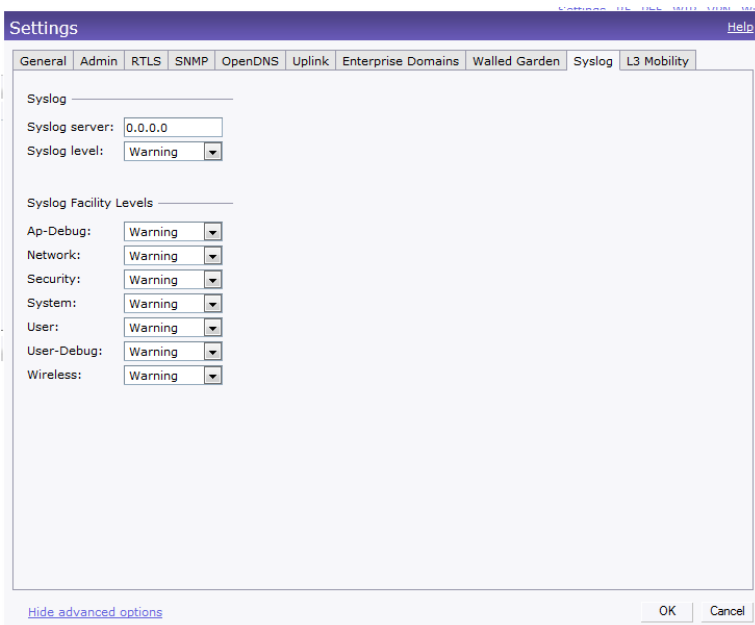 Settings
Help
General Admin RTLS SNMP OpenDNS Uplink Enterprise Domains Walled Garden Syslog L3 Mobility
Syslog
Syslog server: 0.0.0.0
Syslog level: Warning
Syslog Facility Levels
Ap-Debug: Warning
Network: Warning
Security: Warning
System: Warning
User: Warning
User-Debug: Warning
Wireless: Warning
Hide advanced options
OK Cancel